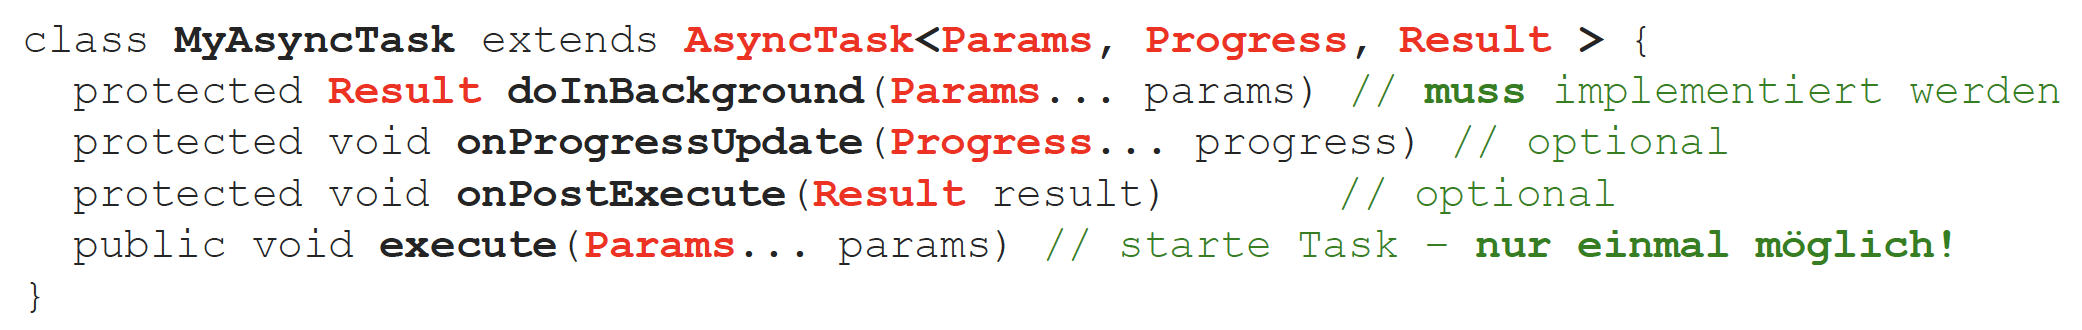 class MyAsyncTask extends AsyncTask<Params, Progress, Result > {
protected Result doInBackground(Params... params) // muss implementiert werden
protected void onProgressUpdate(Progress... progress) // optional
protected void onPostExecute(Result result) // optional
public void execute(Params... params) // starte Task – nur einmal möglich!
}